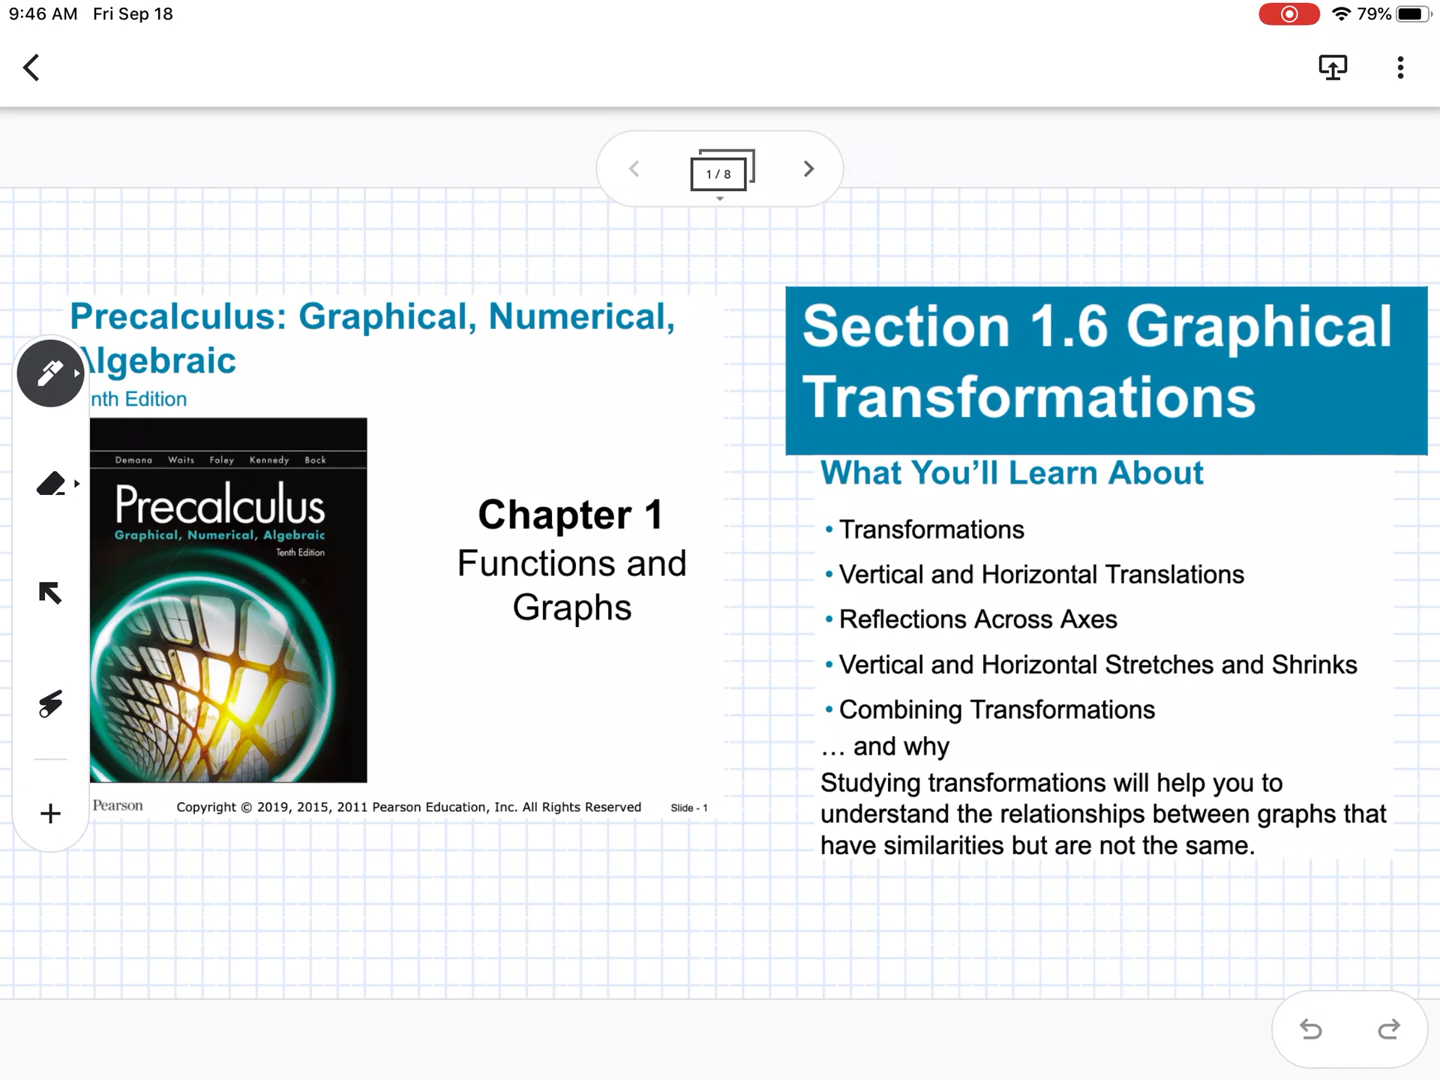 9:46 AM Fri Sep 18
79%
1 / 8
Precalculus: Graphical, Numerical,
Algebraic
nth Edition
Demana Waits Foley Kennedy Bock
Precalculus
Graphical, Numerical, Algebraic
Tenth Edition
Chapter 1
Functions and
Graphs
Pearson Copyright © 2019, 2015, 2011 Pearson Education, Inc. All Rights Reserved Slide - 1
Section 1.6 Graphical
Transformations
What You’ll Learn About
• Transformations
• Vertical and Horizontal Translations
• Reflections Across Axes
• Vertical and Horizontal Stretches and Shrinks
• Combining Transformations
… and why
Studying transformations will help you to
understand the relationships between graphs that
have similarities but are not the same.